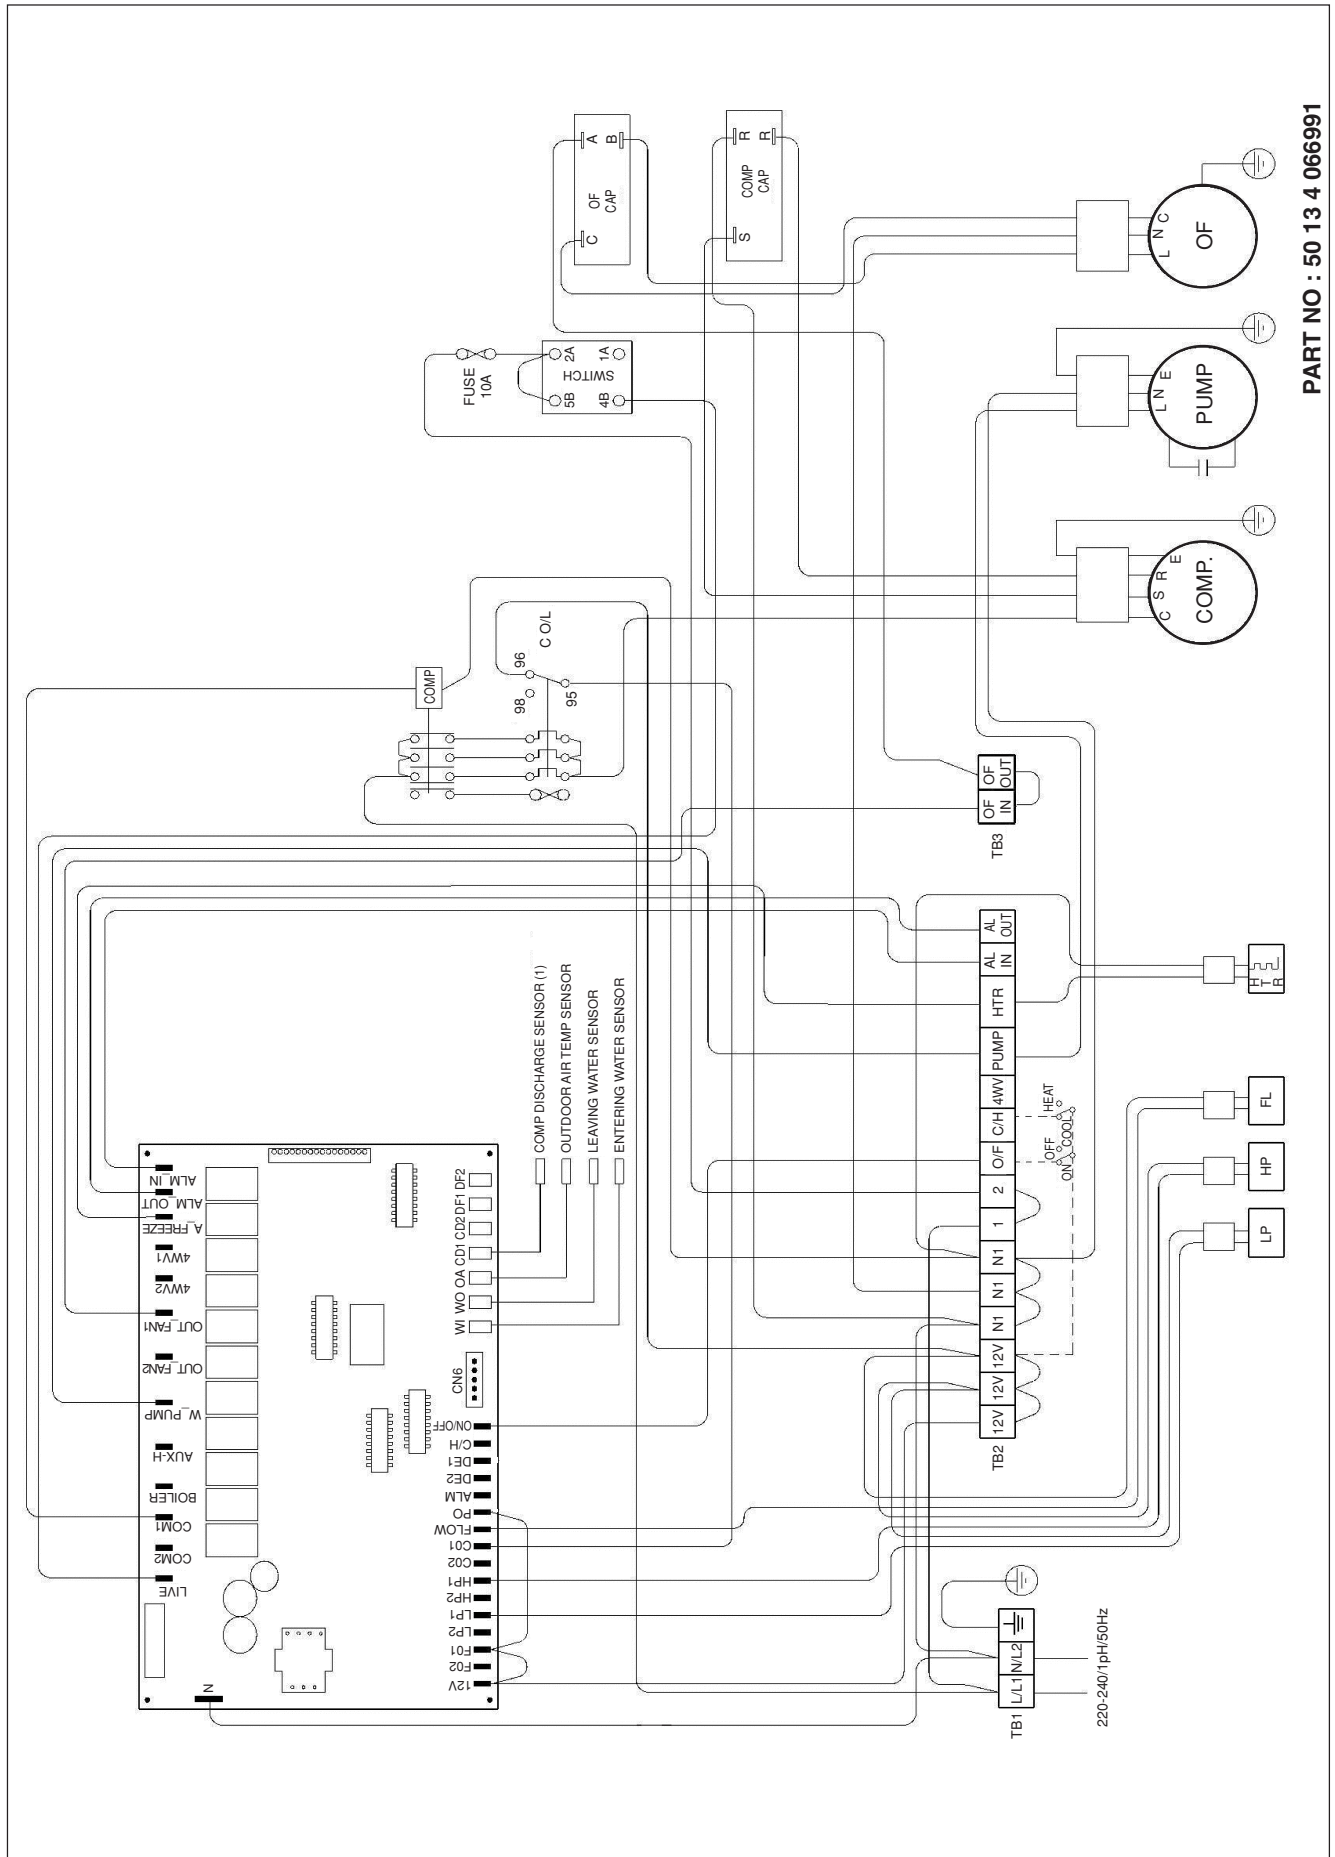 PART NO : 50 13 4 066991
A
B
C
OF
CAP
R
R
S
COMP
CAP
FUSE
10A
2A
1A
5B
4B
SWITCH
L N C
OF
L N E
PUMP
C S R E
COMP.
COMP
96
98
95
C O/L
OF
IN
OF
OUT
TB3
TB2
12V
12V
12V
N1
N1
N1
1
2
O/F
C/H
4WV
PUMP
HTR
AL
IN
AL
OUT
OFF
ON
COOL
HEAT
HTR
FL
HP
LP
COMP DISCHARGE SENSOR (1)
OUTDOOR AIR TEMP SENSOR
LEAVING WATER SENSOR
ENTERING WATER SENSOR
WI
WO
OA
CD1
CD2
DF1
DF2
CN6
ALM_IN
ALM_OUT
A_FREEZE
4WV1
4WV2
OUT_FAN1
OUT_FAN2
W_PUMP
AUX-H
BOILER
COM1
COM2
LIVE
N
ON/OFF
C/H
DE1
DE2
ALM
PO
FLOW
C01
C02
HP1
HP2
LP1
LP2
F01
F02
12V
TB1
L/L1
N/L2
220-240/1pH/50Hz